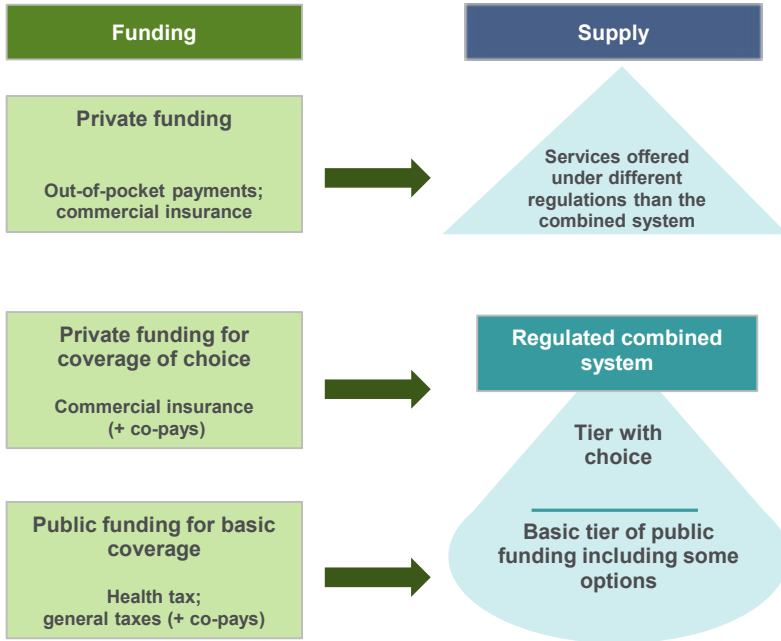 Funding
Supply
Private funding
Out-of-pocket payments;
commercial insurance
Services offered
under different
regulations than the
combined system
Private funding for
coverage of choice
Commercial insurance
(+ co-pays)
Regulated combined
system
Tier with
choice
Public funding for basic
coverage
Health tax;
general taxes (+ co-pays)
Basic tier of public
funding including some
options